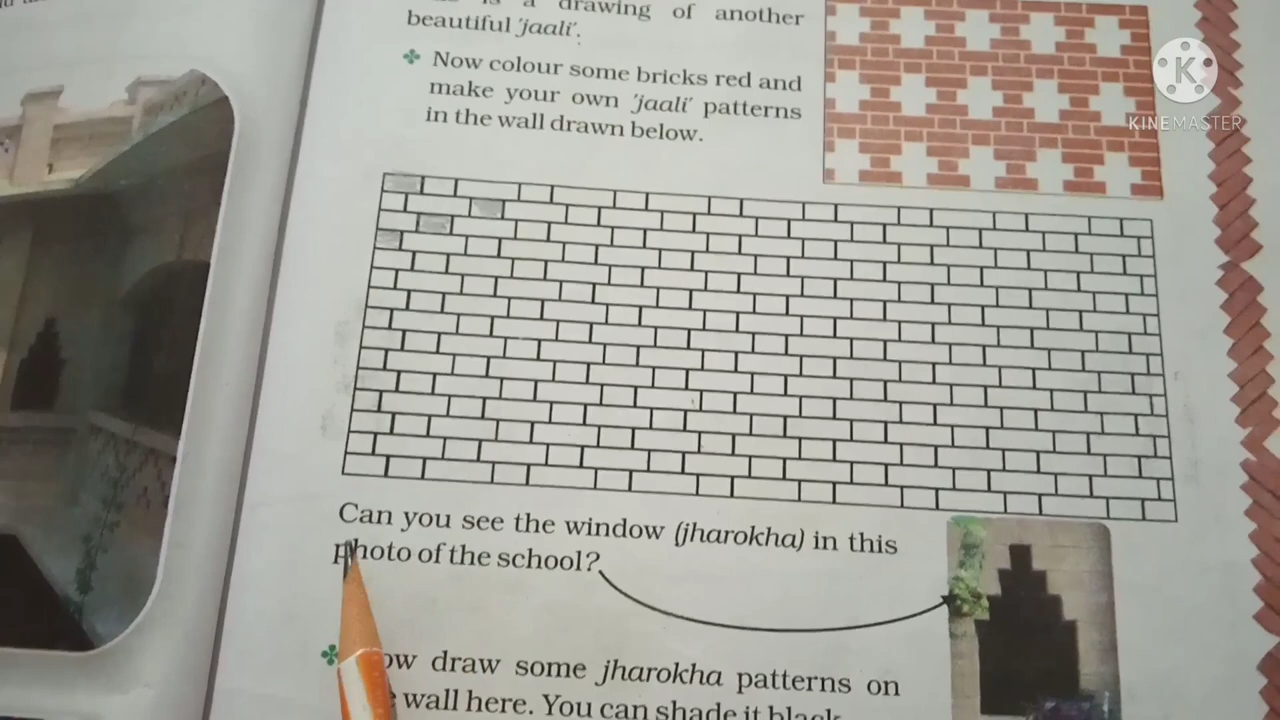 is a drawing of another
beautiful 'jaali'.
Now colour some bricks red and
make your own 'jaali' patterns
in the wall drawn below.
K
KINEMASTER
Can you see the window (jharokha) in this
photo of the school?
draw some jharokha patterns on
wall here. You can shade it black